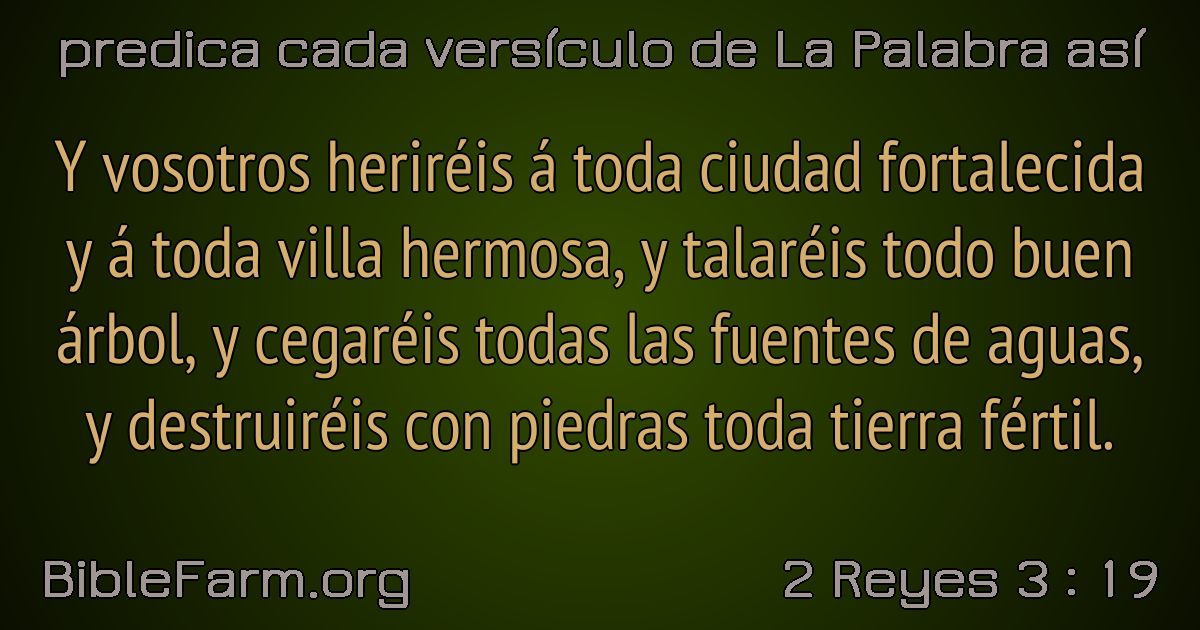 predica cada versículo de La Palabra así
Y vosotros heriréis á toda ciudad fortalecida
y á toda villa hermosa, y talaréis todo buen
árbol, y cegaréis todas las fuentes de aguas,
y destruiréis con piedras toda tierra fértil.
BibleFarm.org
2 Reyes 3 : 19